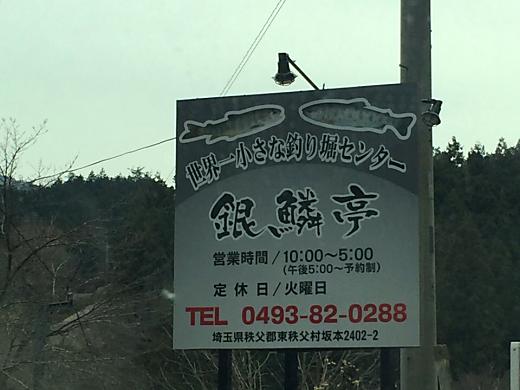 世界一小さな釣り堀センター
銀鱗亭
営業時間/10:00～5:00
(午後5:00～予約制)
定休日/火曜日
TEL 0493-82-0288
埼玉県秩父郡東秩父村坂本2402-2